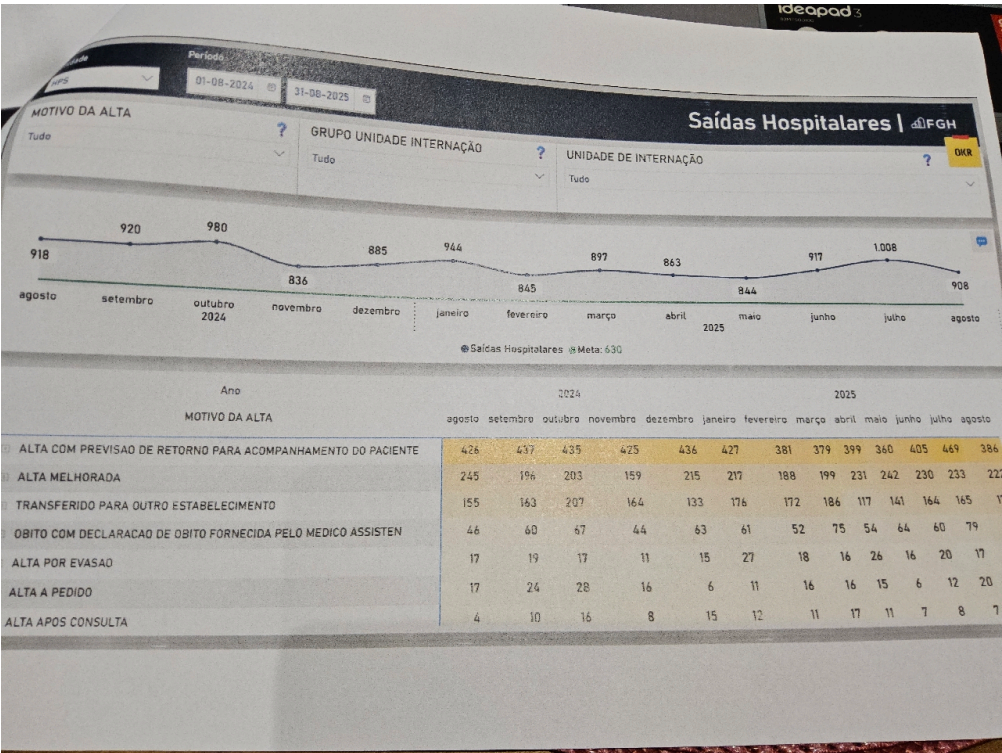 ideapad 3
Período
HPS
01-08-2024
31-08-2025
Saídas Hospitalares | FGH
OKR
MOTIVO DA ALTA ?
Tudo
GRUPO UNIDADE INTERNAÇÃO ?
Tudo
UNIDADE DE INTERNAÇÃO ?
Tudo
918 920 980 836 885 944 845 897 863 844 917 1.008 908
agosto setembro outubro novembro dezembro janeiro fevereiro março abril maio junho julho agosto
2024 2025
Saídas Hospitalares Meta: 630
Ano 2024 2025
MOTIVO DA ALTA agosto setembro outubro novembro dezembro janeiro fevereiro março abril maio junho julho agosto
ALTA COM PREVISAO DE RETORNO PARA ACOMPANHAMENTO DO PACIENTE 426 437 435 425 436 427 381 379 399 360 405 469 386
ALTA MELHORADA 245 196 203 159 215 217 188 199 231 242 230 233
TRANSFERIDO PARA OUTRO ESTABELECIMENTO 155 163 207 164 133 176 172 186 117 141 164 165
OBITO COM DECLARACAO DE OBITO FORNECIDA PELO MEDICO ASSISTEN 46 60 67 44 63 61 52 75 54 64 60 79
ALTA POR EVASAO 17 19 17 11 15 27 18 16 26 16 20 17
ALTA A PEDIDO 17 24 28 16 6 11 16 16 15 6 12 20
ALTA APOS CONSULTA 4 10 16 8 15 12 11 17 11 7 8 7